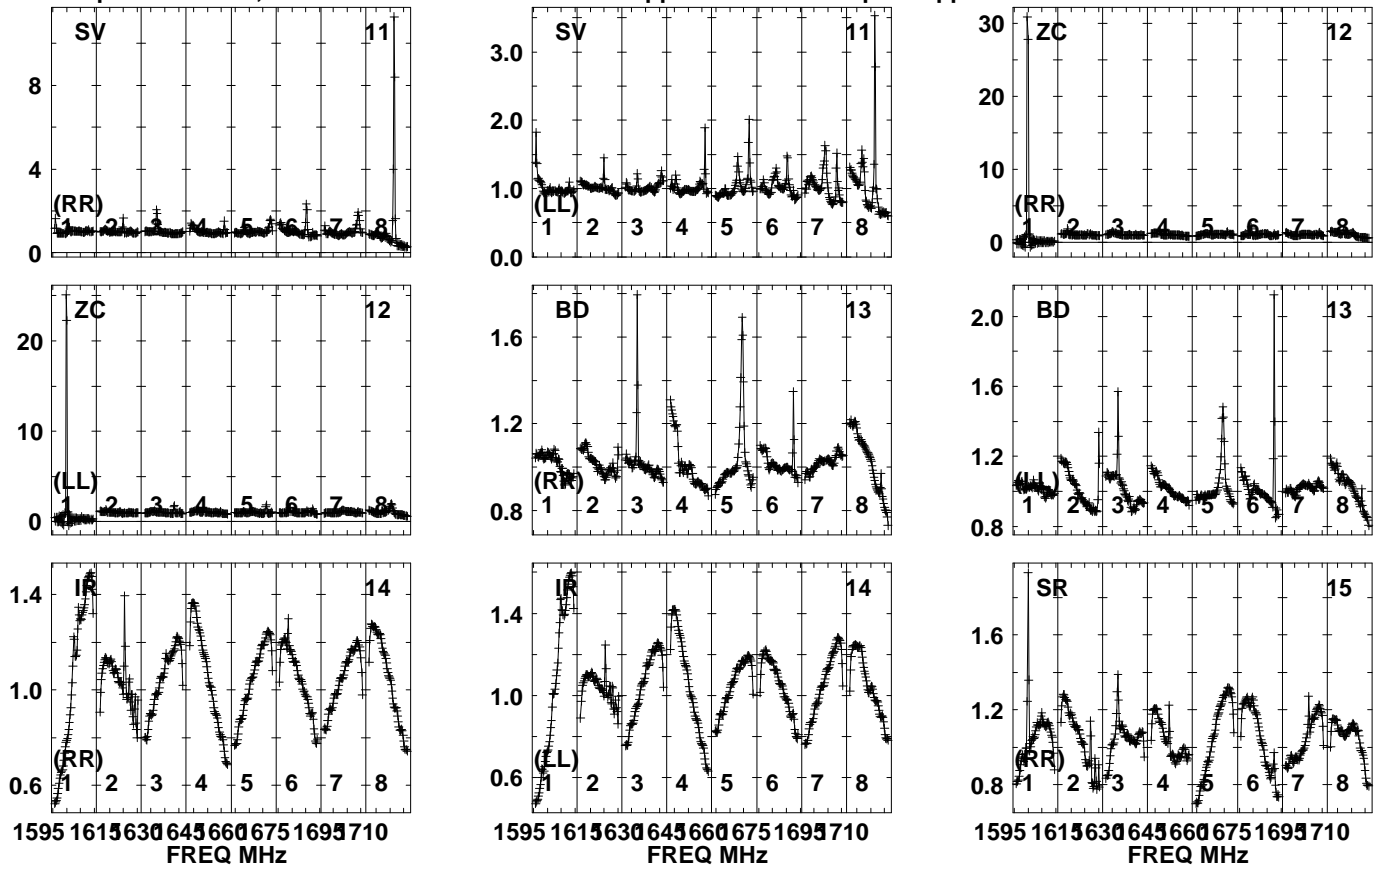 SV 11
8
4
0
(RR)
1 2 3 4 5 6 7 8
SV 11
3.0
2.0
1.0
0.0
(LL)
1 2 3 4 5 6 7 8
ZC 12
30
20
10
0
(RR)
1 2 3 4 5 6 7 8
ZC 12
20
10
0
(LL)
1 2 3 4 5 6 7 8
BD 13
1.6
1.2
0.8
(RR)
1 2 3 4 5 6 7 8
BD 13
2.0
1.6
1.2
0.8
(LL)
1 2 3 4 5 6 7 8
IR 14
1.4
1.0
0.6
(RR)
1 2 3 4 5 6 7 8
1595 1615 1630 1645 1660 1675 1695 1710
FREQ MHz
IR 14
1.4
1.0
0.6
(LL)
1 2 3 4 5 6 7 8
1595 1615 1630 1645 1660 1675 1695 1710
FREQ MHz
SR 15
1.6
1.2
0.8
(RR)
1 2 3 4 5 6 7 8
1595 1615 1630 1645 1660 1675 1695 1710
FREQ MHz